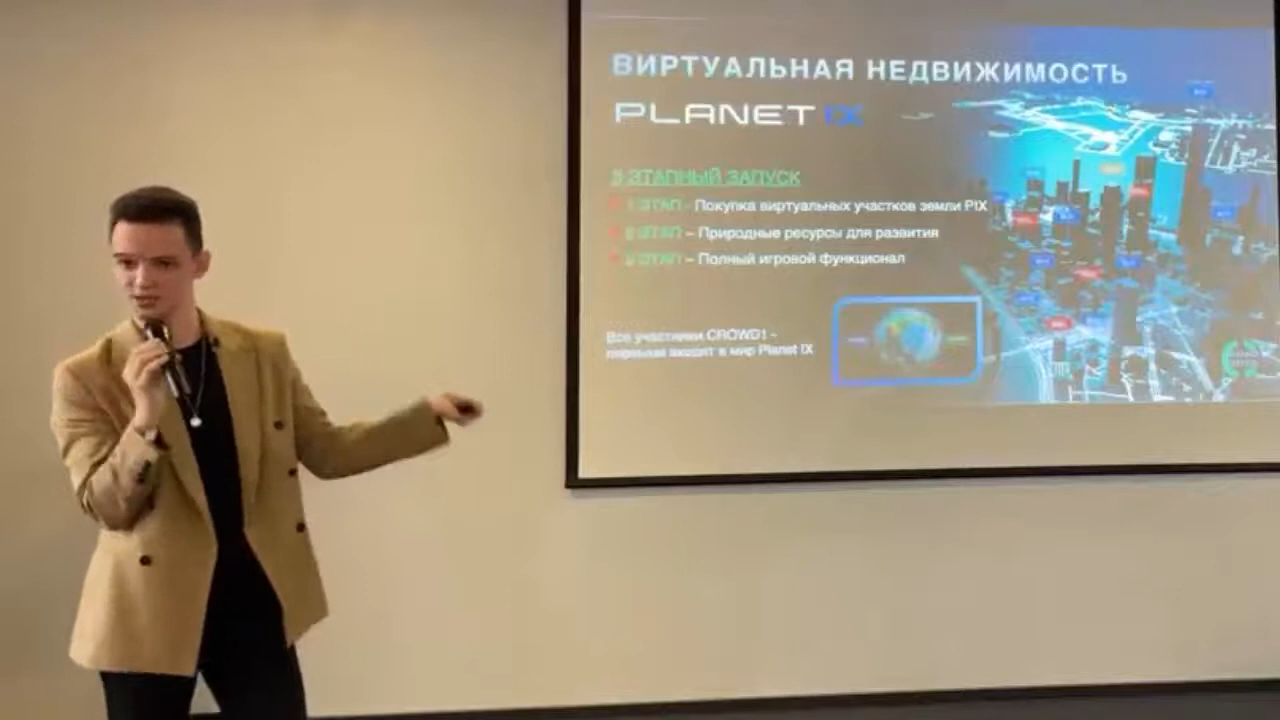 ВИРТУАЛЬНАЯ НЕДВИЖИМОСТЬ
PLANET IX
3 ЭТАПНЫЙ ЗАПУСК
1 ЭТАП - Покупка виртуальных участков земли PIX
2 ЭТАП – Природные ресурсы для развития
3 ЭТАП – Полный игровой функционал
Все участники CROWD1 -
первыми входят в мир Planet IX